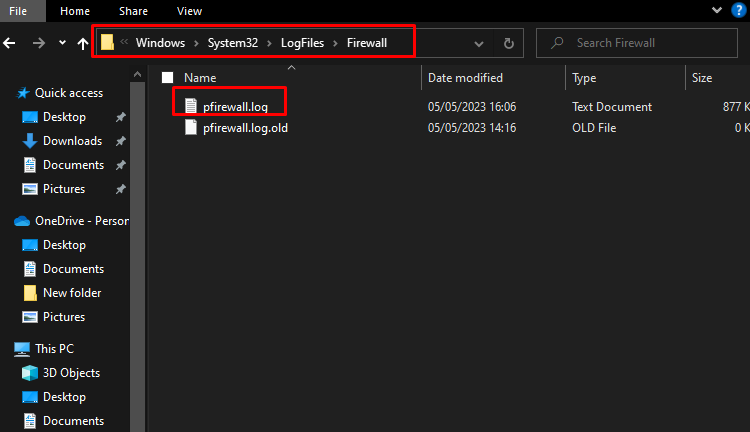 File Home Share View
Windows > System32 > LogFiles > Firewall Search Firewall
Name Date modified Type Size
Quick access
pfirewall.log 05/05/2023 16:06 Text Document 877 K
Desktop
pfirewall.log.old 05/05/2023 14:16 OLD File
Downloads
Documents
Pictures
OneDrive - Person
Desktop
Documents
New folder
Pictures
This PC
3D Objects
Desktop
Documents